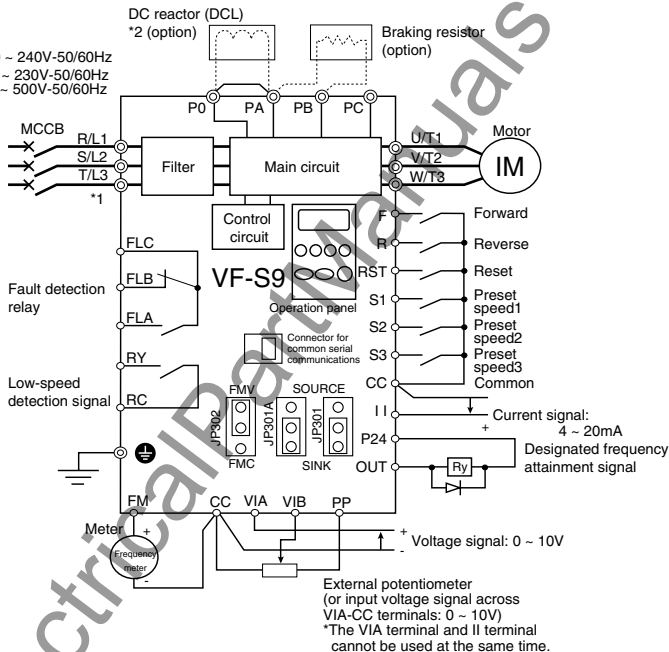 DC reactor (DCL)
*2 (option)
Braking resistor
(option)
~ 240V-50/60Hz
~ 230V-50/60Hz
~ 500V-50/60Hz
P0 PA PB PC
MCCB
R/L1
S/L2
T/L3
*1
Filter
Main circuit
U/T1
V/T2
W/T3
Motor
IM
Control
circuit
F Forward
R Reverse
RST Reset
S1 Preset
speed1
S2 Preset
speed2
S3 Preset
speed3
CC Common
FLC
FLB
FLA
Fault detection
relay
VF-S9
Operation panel
Connector for
common serial
communications
RY
RC
Low-speed
detection signal
FMV
JP302
FMC
SOURCE
JP301A
JP301
SINK
II
Current signal:
+
4 ~ 20mA
P24
OUT
Ry
Designated frequency
attainment signal
FM CC VIA VIB PP
Meter
+
Frequency
meter
-
+
-
Voltage signal: 0 ~ 10V
External potentiometer
(or input voltage signal across
VIA-CC terminals: 0 ~ 10V)
*The VIA terminal and II terminal
cannot be used at the same time.
ctricalPartManuals